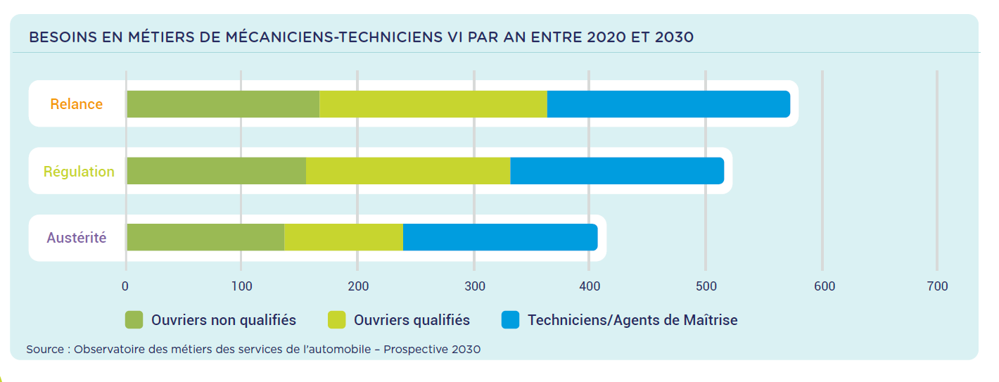 BESOINS EN MÉTIERS DE MÉCANICIENS-TECHNICIENS VI PAR AN ENTRE 2020 ET 2030
Relance
Régulation
Austérité
0 100 200 300 400 500 600 700
Ouvriers non qualifiés Ouvriers qualifiés Techniciens/Agents de Maîtrise
Source : Observatoire des métiers des services de l'automobile – Prospective 2030